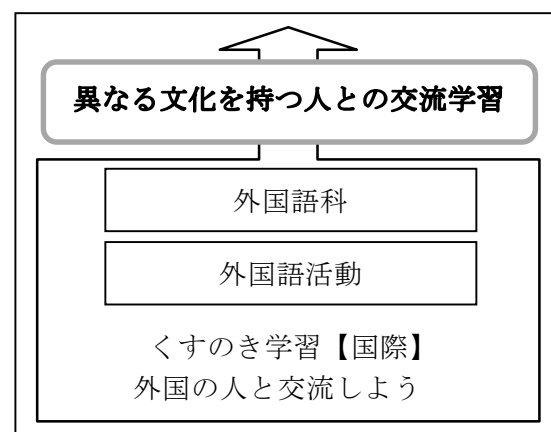 異なる文化を持つ人との交流学習
外国語科
外国語活動
くすのき学習【国際】
外国の人と交流しよう